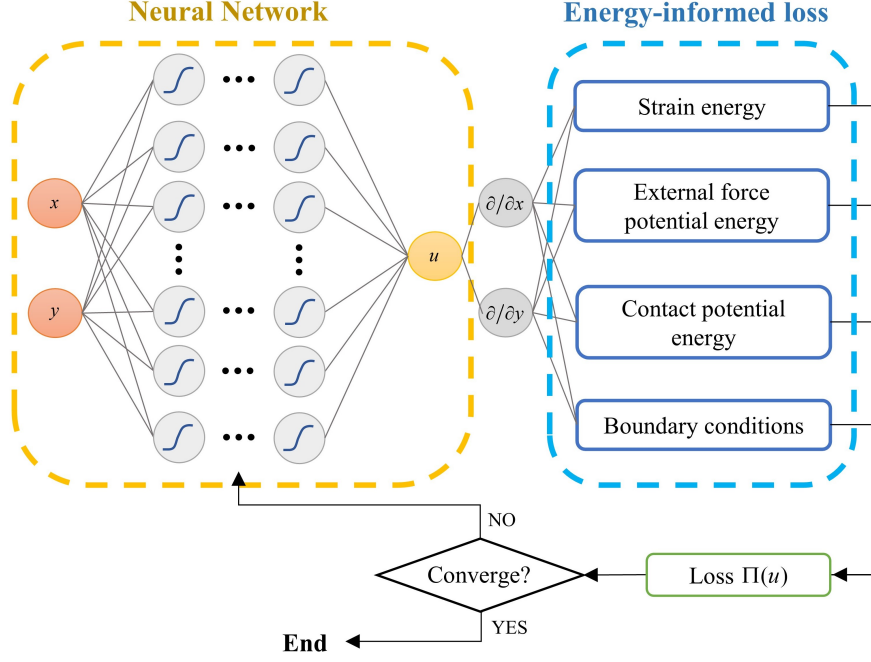 Neural Network
Energy-informed loss
x
y
u
∂/∂x
∂/∂y
Strain energy
External force
potential energy
Contact potential
energy
Boundary conditions
NO
Converge?
Loss Π(u)
YES
End